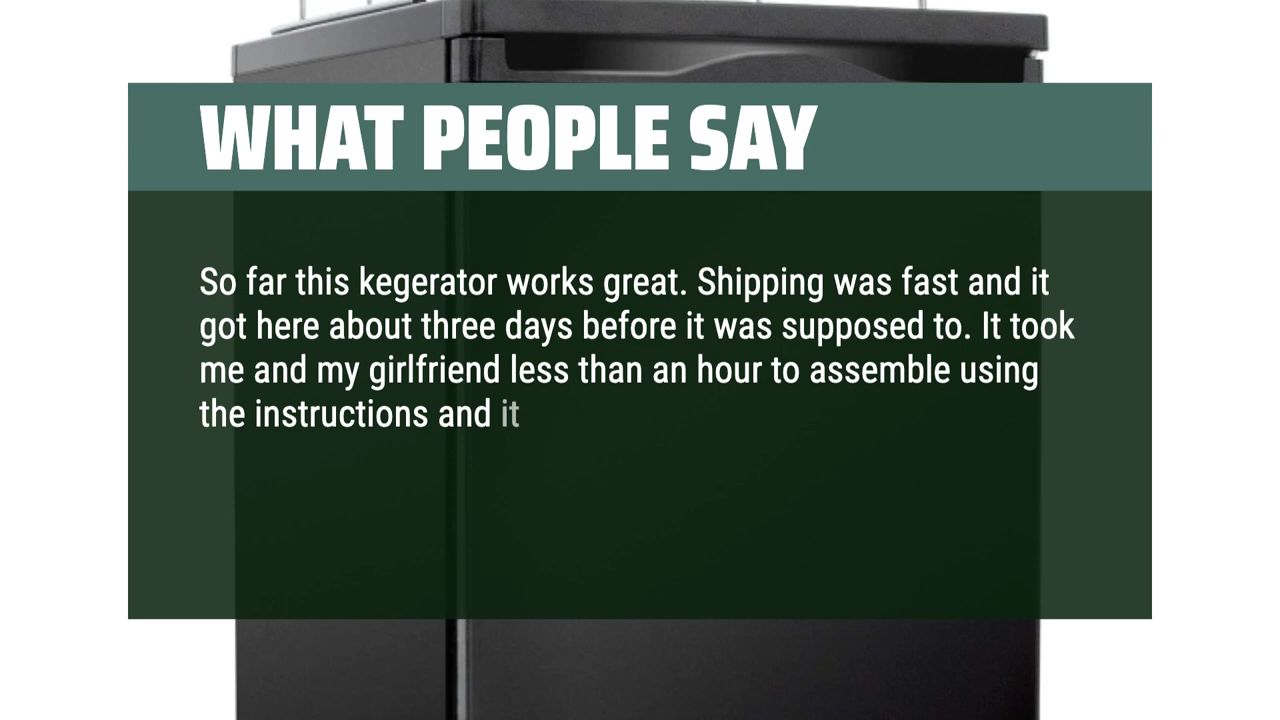 WHAT PEOPLE SAY
So far this kegerator works great. Shipping was fast and it
got here about three days before it was supposed to. It took
me and my girlfriend less than an hour to assemble using
the instructions and it